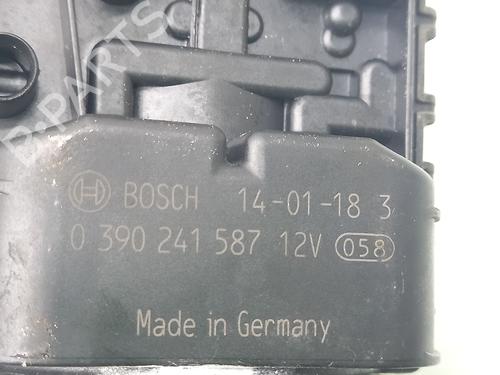 B-PARTS
BOSCH 14-01-18 3
0 390 241 587 12V 058
Made in Germany